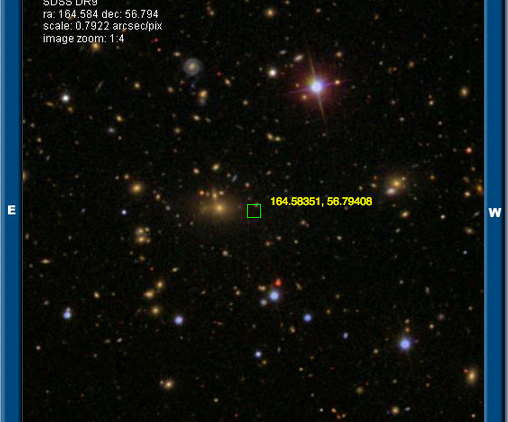 SDSS DR9
ra: 164.584 dec: 56.794
scale: 0.7922 arcsec/pix
image zoom: 1:4
164.58351, 56.79408
E
W